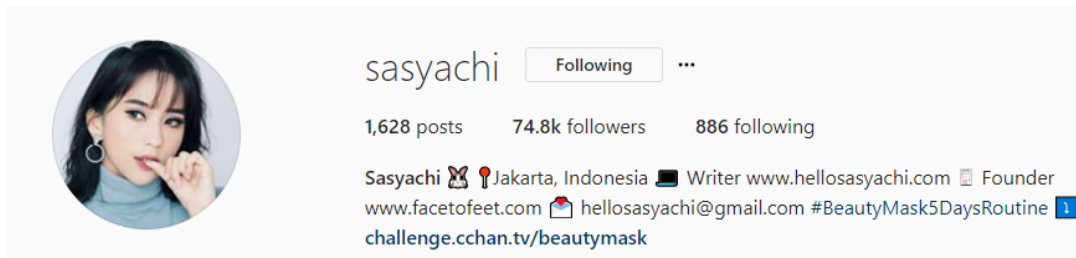 sasyachi Following ...
1,628 posts 74.8k followers 886 following
Sasyachi 🐰 📍Jakarta, Indonesia 💻 Writer www.hellosasyachi.com 🧾 Founder
www.facetofeet.com 💌 hellosasyachi@gmail.com #BeautyMask5DaysRoutine ⤵
challenge.cchan.tv/beautymask